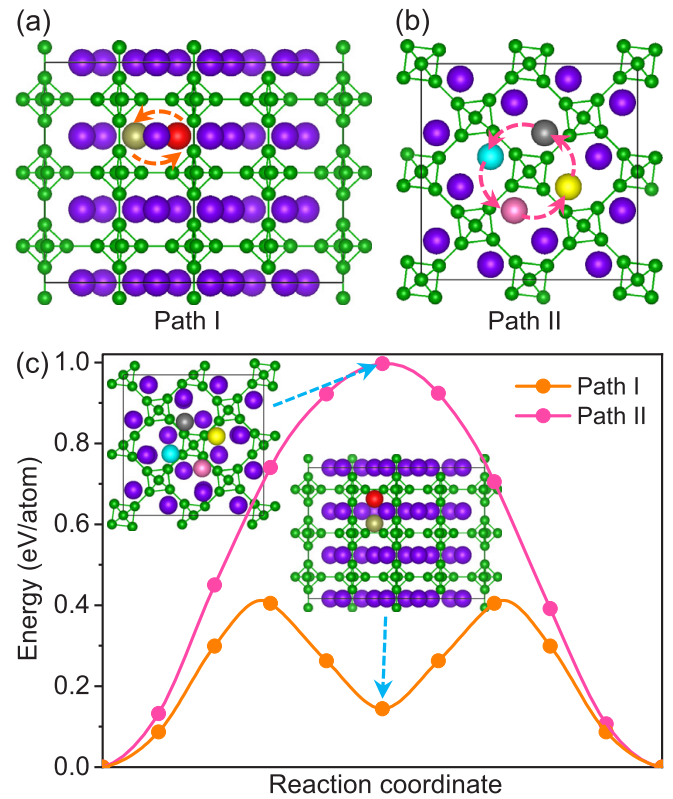 (a)
(b)
Path I
Path II
(c)
1.0
0.8
0.6
0.4
0.2
0.0
Energy (eV/atom)
Path I
Path II
Reaction coordinate